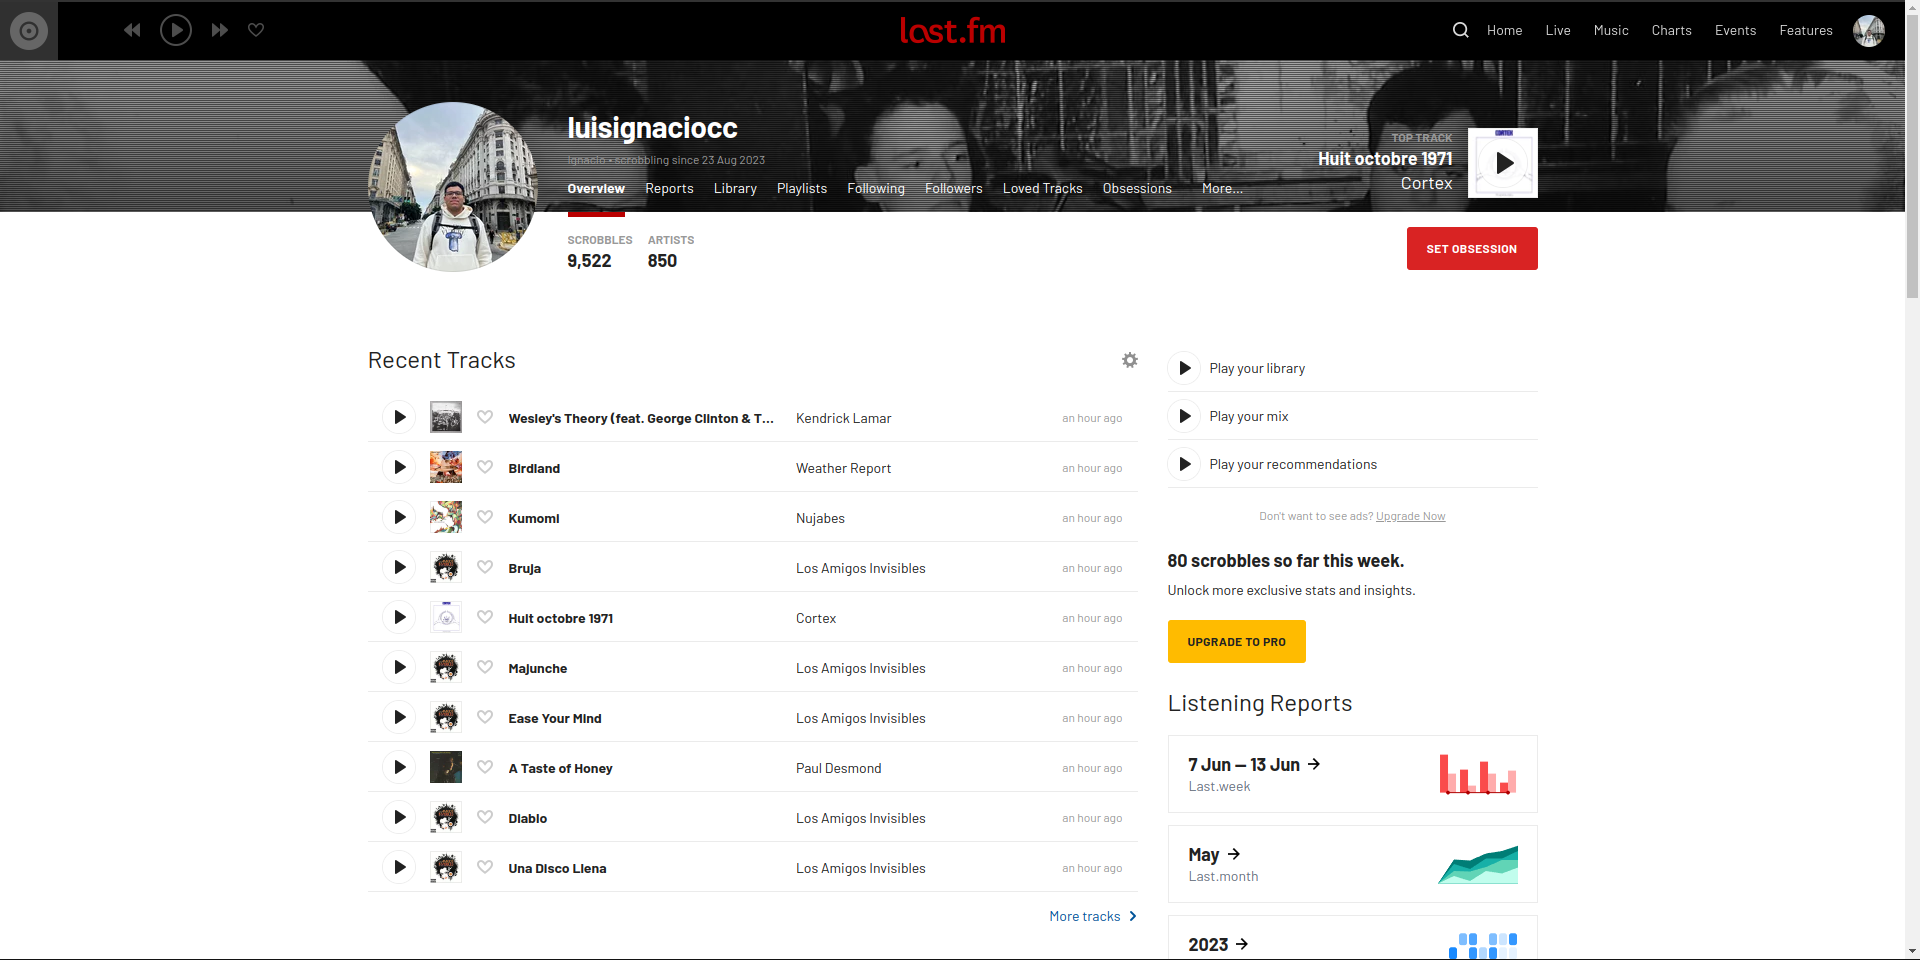 last.fm
Home Live Music Charts Events Features
luisignaciocc
ignacio • scrobbling since 23 Aug 2023
Overview Reports Library Playlists Following Followers Loved Tracks Obsessions More...
TOP TRACK
Huit octobre 1971
Cortex
SCROBBLES ARTISTS
9,522 850
SET OBSESSION
Recent Tracks
Wesley's Theory (feat. George Clinton & T... Kendrick Lamar an hour ago
Birdland Weather Report an hour ago
Kumomi Nujabes an hour ago
Bruja Los Amigos Invisibles an hour ago
Huit octobre 1971 Cortex an hour ago
Majunche Los Amigos Invisibles an hour ago
Ease Your Mind Los Amigos Invisibles an hour ago
A Taste of Honey Paul Desmond an hour ago
Diablo Los Amigos Invisibles an hour ago
Una Disco Llena Los Amigos Invisibles an hour ago
More tracks
Play your library
Play your mix
Play your recommendations
Don't want to see ads? Upgrade Now
80 scrobbles so far this week.
Unlock more exclusive stats and insights.
UPGRADE TO PRO
Listening Reports
7 Jun — 13 Jun
Last.week
May
Last.month
2023